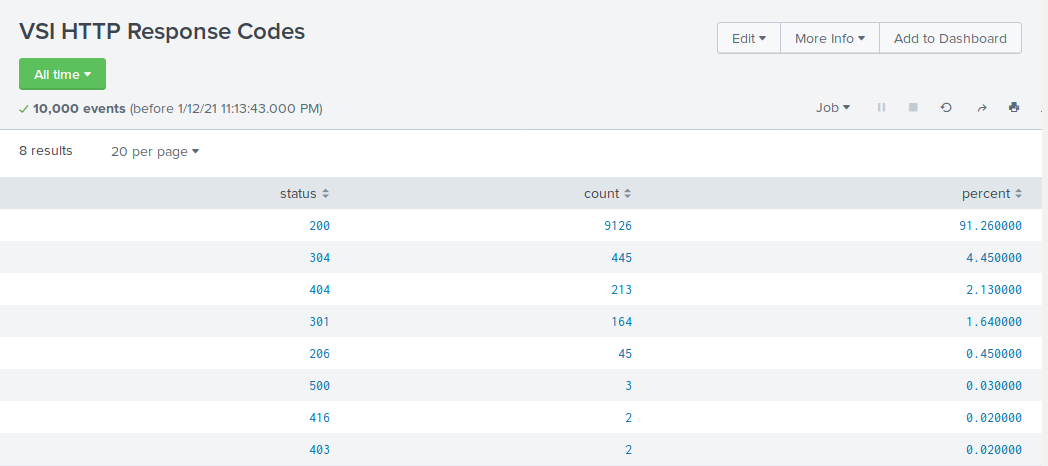 VSI HTTP Response Codes
Edit More Info Add to Dashboard
All time
10,000 events (before 1/12/21 11:13:43.000 PM)
Job
8 results 20 per page
status count percent
200 9126 91.260000
304 445 4.450000
404 213 2.130000
301 164 1.640000
206 45 0.450000
500 3 0.030000
416 2 0.020000
403 2 0.020000